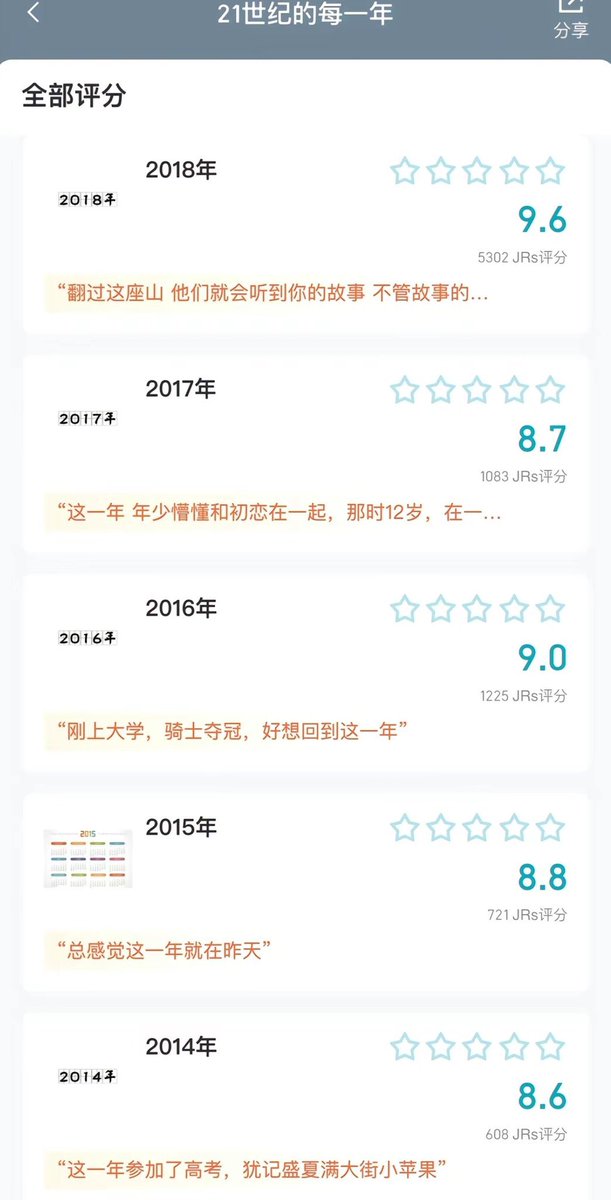 21世纪的每一年
分享
全部评分
2018年
2018年
9.6
5302 JRs评分
“翻过这座山 他们就会听到你的故事 不管故事的...
2017年
2017年
8.7
1083 JRs评分
“这一年 年少懵懂和初恋在一起，那时12岁，在一...
2016年
2016年
9.0
1225 JRs评分
“刚上大学，骑士夺冠，好想回到这一年”
2015年
2015
8.8
721 JRs评分
“总感觉这一年就在昨天”
2014年
2014年
8.6
608 JRs评分
“这一年参加了高考，犹记盛夏满大街小苹果”